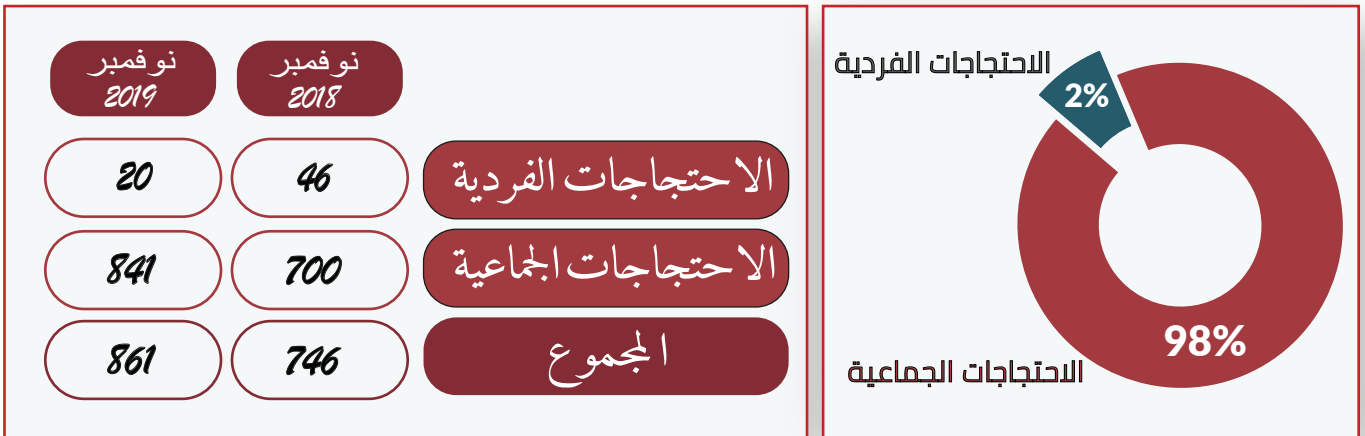 نوفمبر 2018
نوفمبر 2019
الاحتجاجات الفردية 46 20
الاحتجاجات الجماعية 700 841
المجموع 746 861
الاحتجاجات الفردية
2%
98%
الاحتجاجات الجماعية